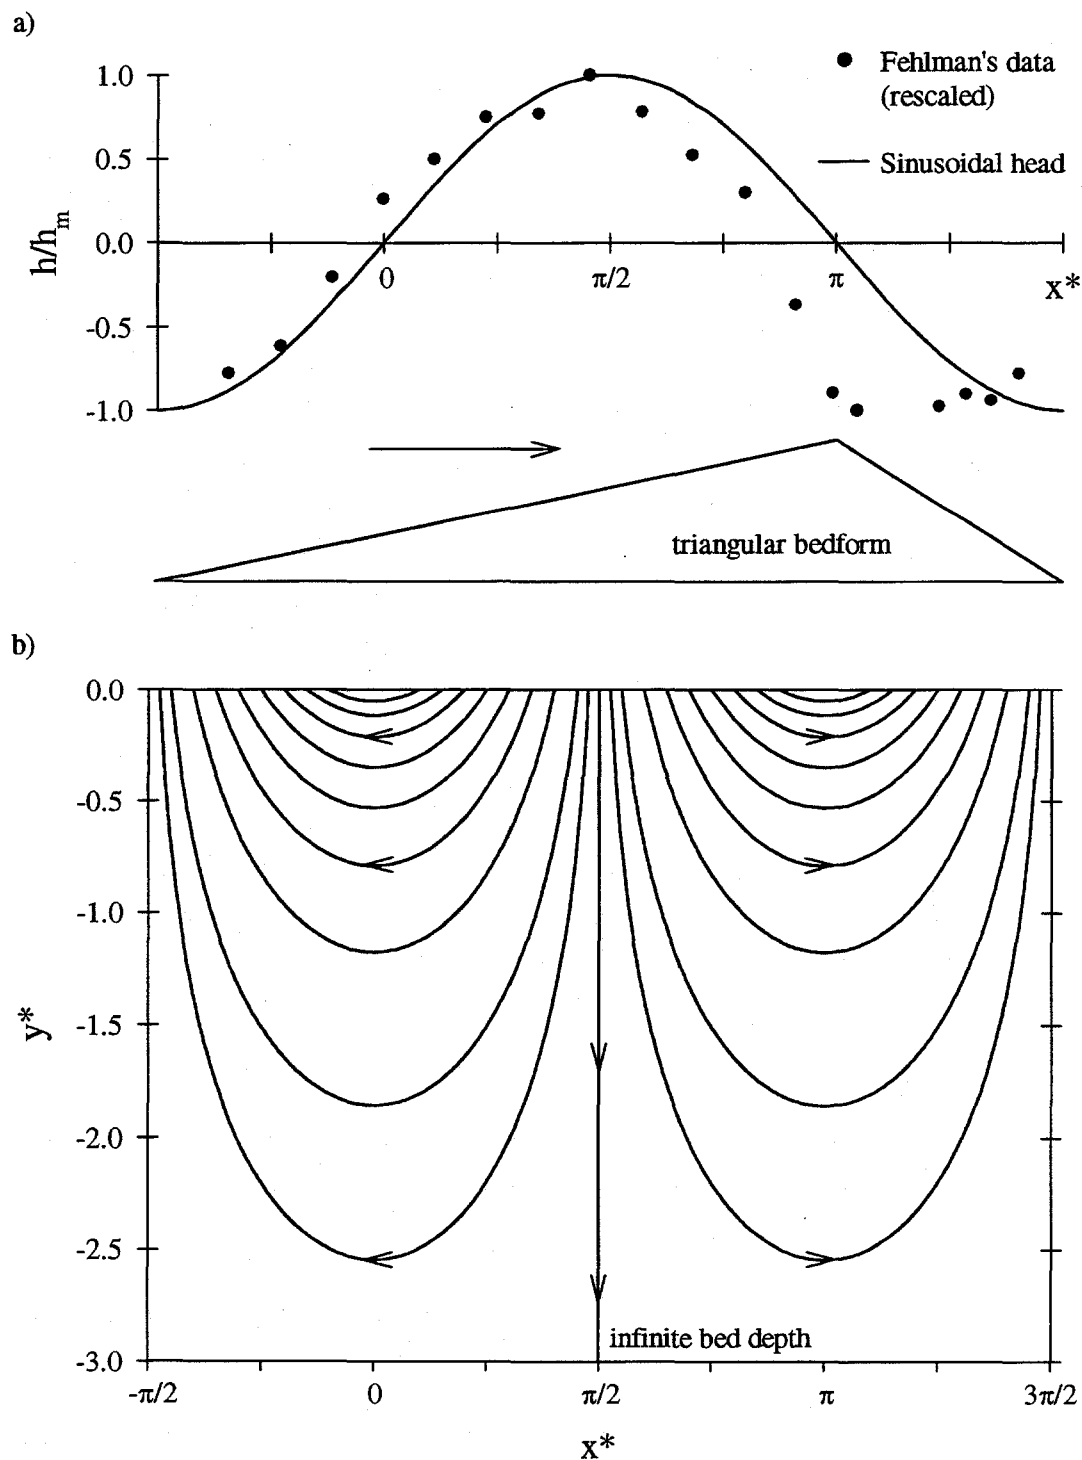 a)
Fehlman's data
(rescaled)
Sinusoidal head
1.0
0.5
0.0
-0.5
-1.0
h/hₘ
0
π/2
π
x*
triangular bedform
b)
0.0
-0.5
-1.0
-1.5
-2.0
-2.5
-3.0
y*
infinite bed depth
-π/2
0
π/2
π
3π/2
x*